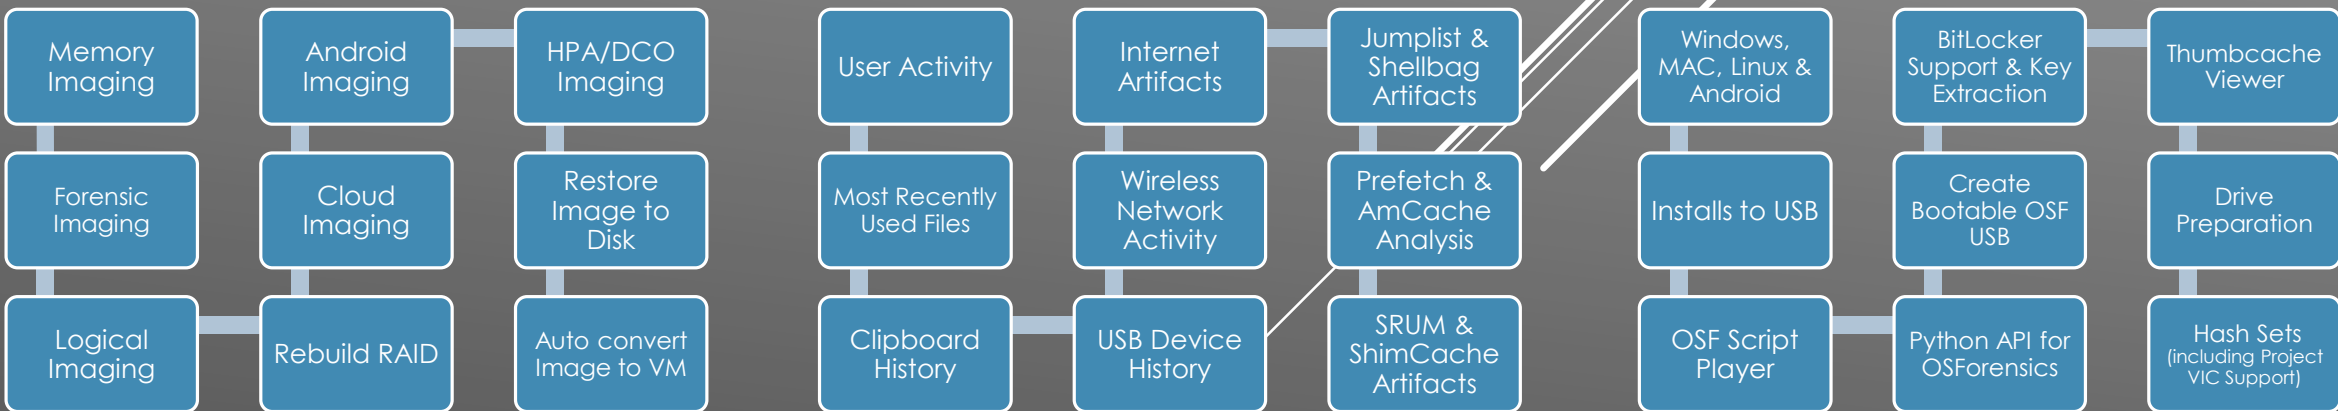 Memory
Imaging
Forensic
Imaging
Logical
Imaging
Rebuild RAID
Cloud
Imaging
Android
Imaging
HPA/DCO
Imaging
Restore
Image to
Disk
Auto convert
Image to VM
User Activity
Most Recently
Used Files
Clipboard
History
USB Device
History
Wireless
Network
Activity
Internet
Artifacts
Jumplist &
Shellbag
Artifacts
Prefetch &
AmCache
Analysis
SRUM &
ShimCache
Artifacts
Windows,
MAC, Linux &
Android
Installs to USB
OSF Script
Player
Python API for
OSForensics
Create
Bootable OSF
USB
BitLocker
Support & Key
Extraction
Thumbcache
Viewer
Drive
Preparation
Hash Sets
(including Project
VIC Support)